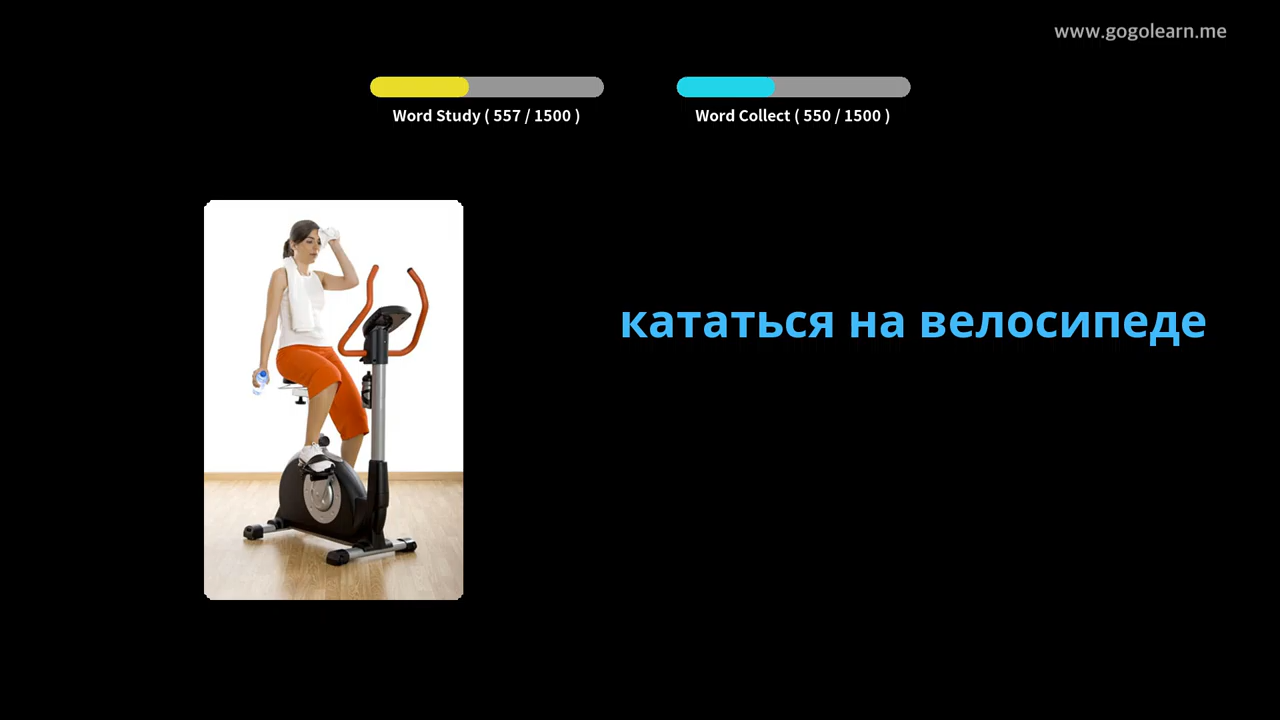 www.gogolearn.me
Word Study ( 557 / 1500 )
Word Collect ( 550 / 1500 )
кататься на велосипеде